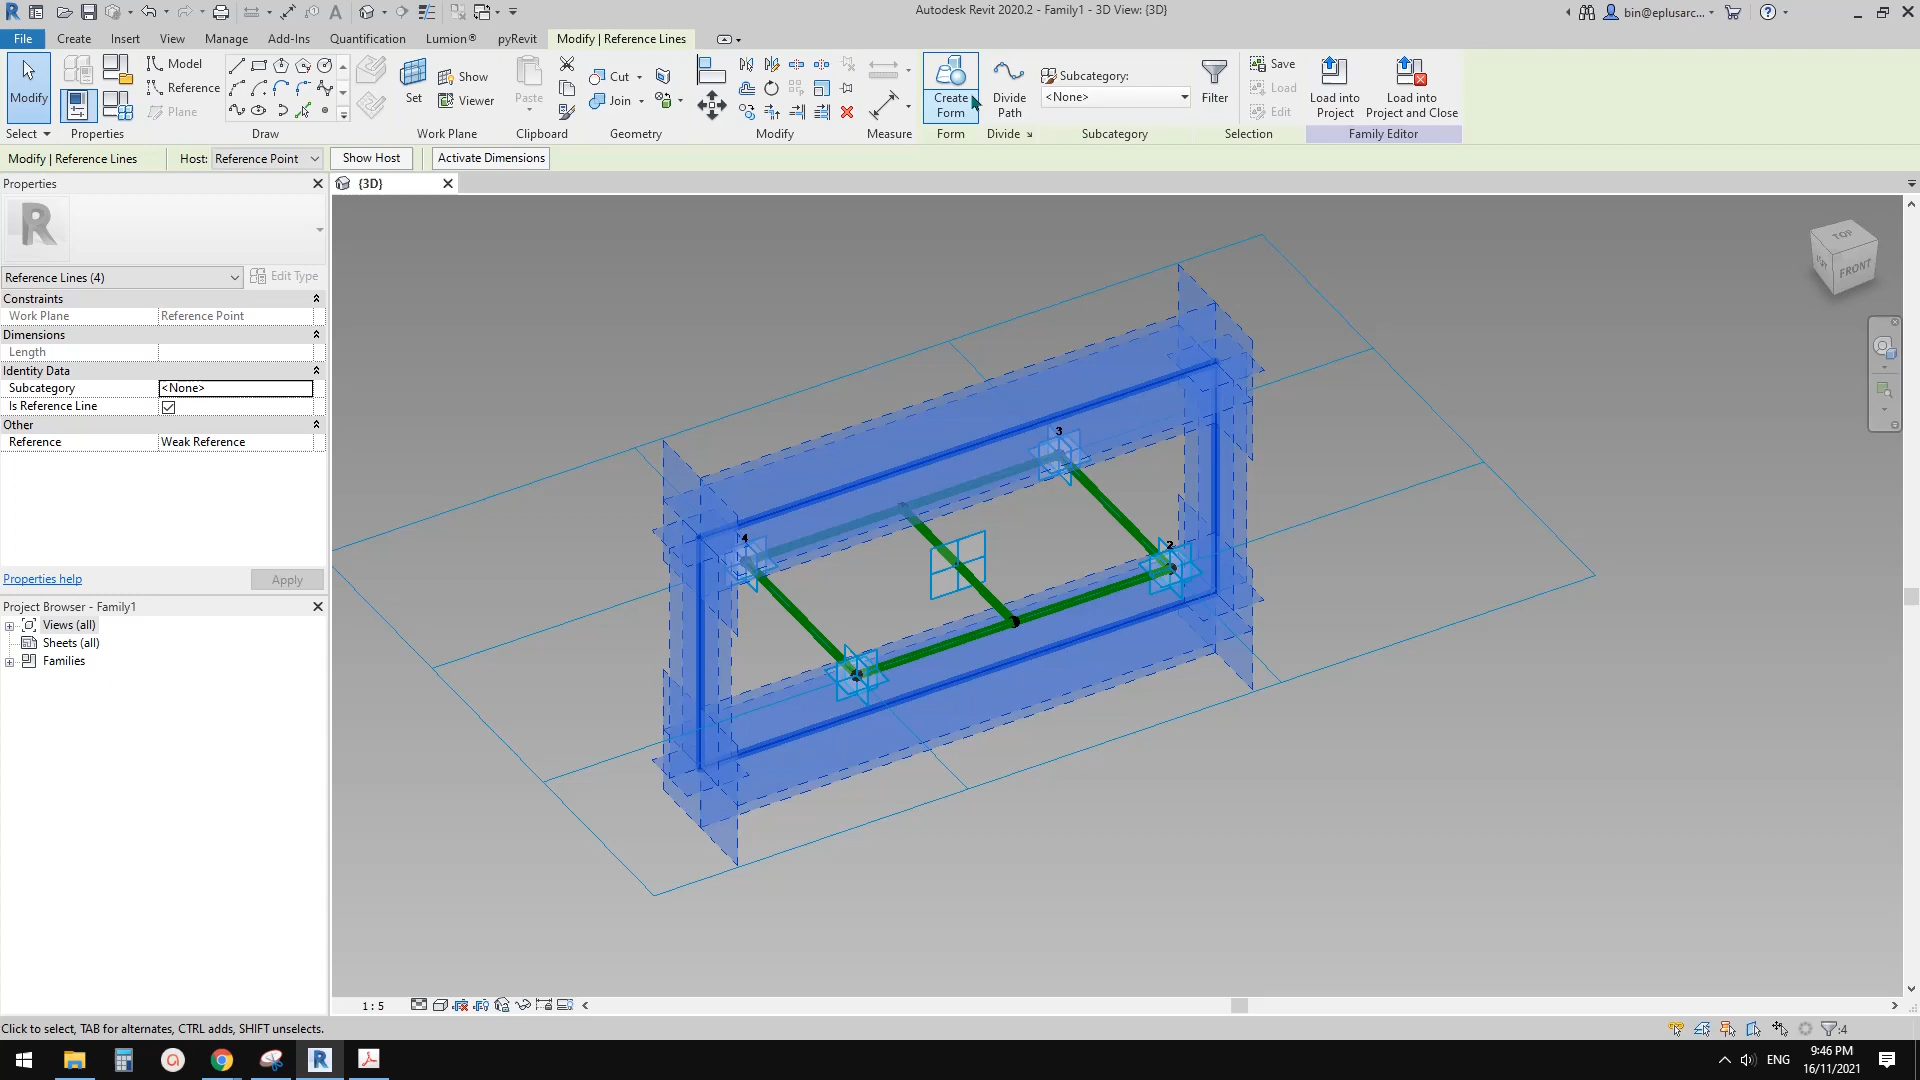 Autodesk Revit 2020.2 - Family1 - 3D View: {3D}
bin@eplusarc...
File Create Insert View Manage Add-Ins Quantification Lumion® pyRevit Modify | Reference Lines
Modify
Model
Reference
Plane
Set
Show
Viewer
Paste
Cut
Join
Create Form
Divide Path
Subcategory:
<None>
Filter
Save
Load
Edit
Load into Project
Load into Project and Close
Select Properties Draw Work Plane Clipboard Geometry Modify Measure Form Divide Subcategory Selection Family Editor
Modify | Reference Lines Host: Reference Point Show Host Activate Dimensions
Properties
{3D}
R
Reference Lines (4) Edit Type
Constraints
Work Plane Reference Point
Dimensions
Length
Identity Data
Subcategory <None>
Is Reference Line
Other
Reference Weak Reference
Properties help Apply
Project Browser - Family1
Views (all)
Sheets (all)
Families
3
4
2
TOP
FRONT
1 : 5
Click to select, TAB for alternates, CTRL adds, SHIFT unselects.
:4
ENG
9:46 PM
16/11/2021